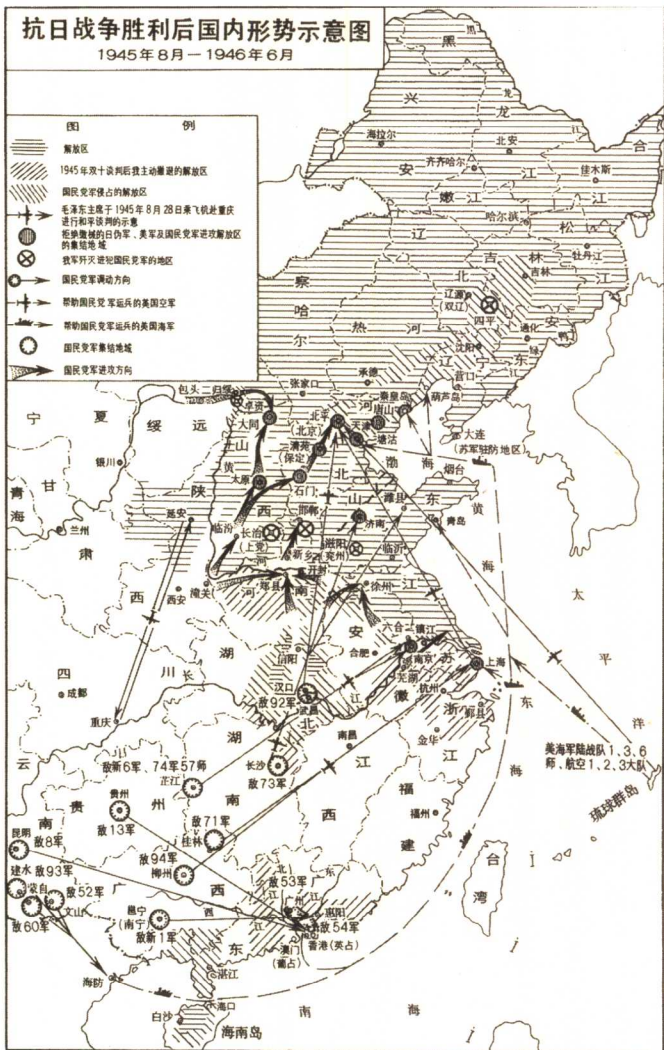 抗日战争胜利后国内形势示意图
1945年8月—1946年6月
图 例
解放区
1945年双十谈判后我主动撤退的解放区
国民党军侵占的解放区
毛泽东主席于1945年8月28日乘飞机赴重庆
进行和平谈判的示意
拒绝缴械的日伪军、美军及国民党军进攻解放区
的集结地域
我军歼灭进犯国民党军的地区
国民党军调动方向
帮助国民党军运兵的美国空军
帮助国民党军运兵的美国海军
国民党军集结地域
国民党军进攻方向
黑龙江
黑龙江
兴安
合江
海拉尔
北安
齐齐哈尔
佳木斯
嫩江
哈尔滨
松江
牡丹江
辽北
吉林
吉林
辽源
(双辽)
四平
察哈尔
热河
安东
通化
鸭绿江
沈阳
辽
营口
承德
张家口
秦皇岛
葫芦岛
唐山
北平
(北京)
天津
塘沽
大连
(苏军驻防地区)
包头
归绥
卓资
大同
清苑
(保定)
河北
渤海
烟台
宁夏
绥远
银川
山西
黄河
太原
石门
山东
潍县
黄海
青岛
济南
青海
甘肃
兰州
陕西
延安
临汾
长治
(上党)
邯郸
新乡
滋阳
(兖州)
临沂
西安
潼关
郑县
开封
河南
徐州
江
太平洋
安徽
六合
镇江
合肥
南京
芜湖
上海
信阳
湖北
四川
长江
成都
重庆
汉口
武昌
敌92军
杭州
浙江
鄞县
金华
东海
美海军陆战队1、3、6
师、航空1、2、3大队
琉球群岛
云南
贵州
湖南
江西
福建
南昌
敌新6军、74军57师
芷江
长沙
敌73军
贵州
敌13军
敌71军
桂林
敌94军
柳州
福州
台湾
昆明
敌8军
建水
敌93军
蒙自
敌52军
文山
敌60军
广西
邕宁
(南宁)
敌新1军
西江
北江
敌53军
广州
惠阳
敌54军
香港(英占)
澳门
(葡占)
广东
湛江
海防
海口
白沙
海南岛
南海